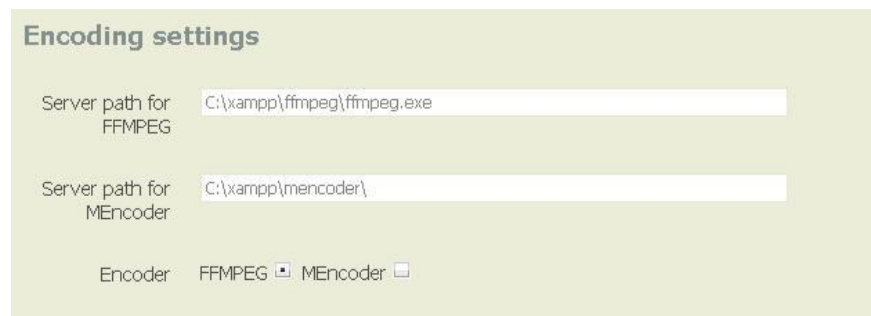 Encoding settings
Server path for
FFMPEG
C:\xampp\ffmpeg\ffmpeg.exe
Server path for
MEncoder
C:\xampp\mencoder\
Encoder FFMPEG MEncoder